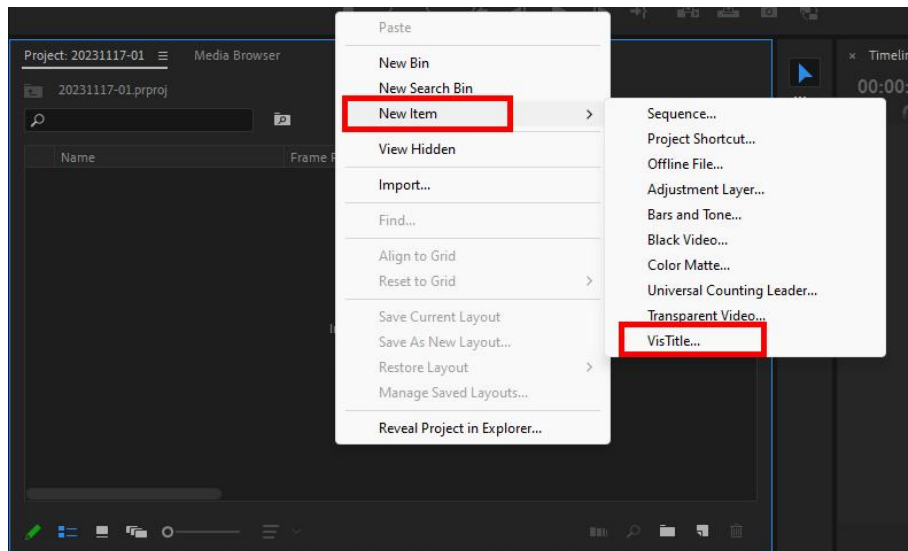 Project: 20231117-01
Media Browser
20231117-01.prproj
Name
Frame
Paste
New Bin
New Search Bin
New Item
View Hidden
Import...
Find...
Align to Grid
Reset to Grid
Save Current Layout
Save As New Layout...
Restore Layout
Manage Saved Layouts...
Reveal Project in Explorer...
Sequence...
Project Shortcut...
Offline File...
Adjustment Layer...
Bars and Tone...
Black Video...
Color Matte...
Universal Counting Leader...
Transparent Video...
VisTitle...
Timelin
00:00: